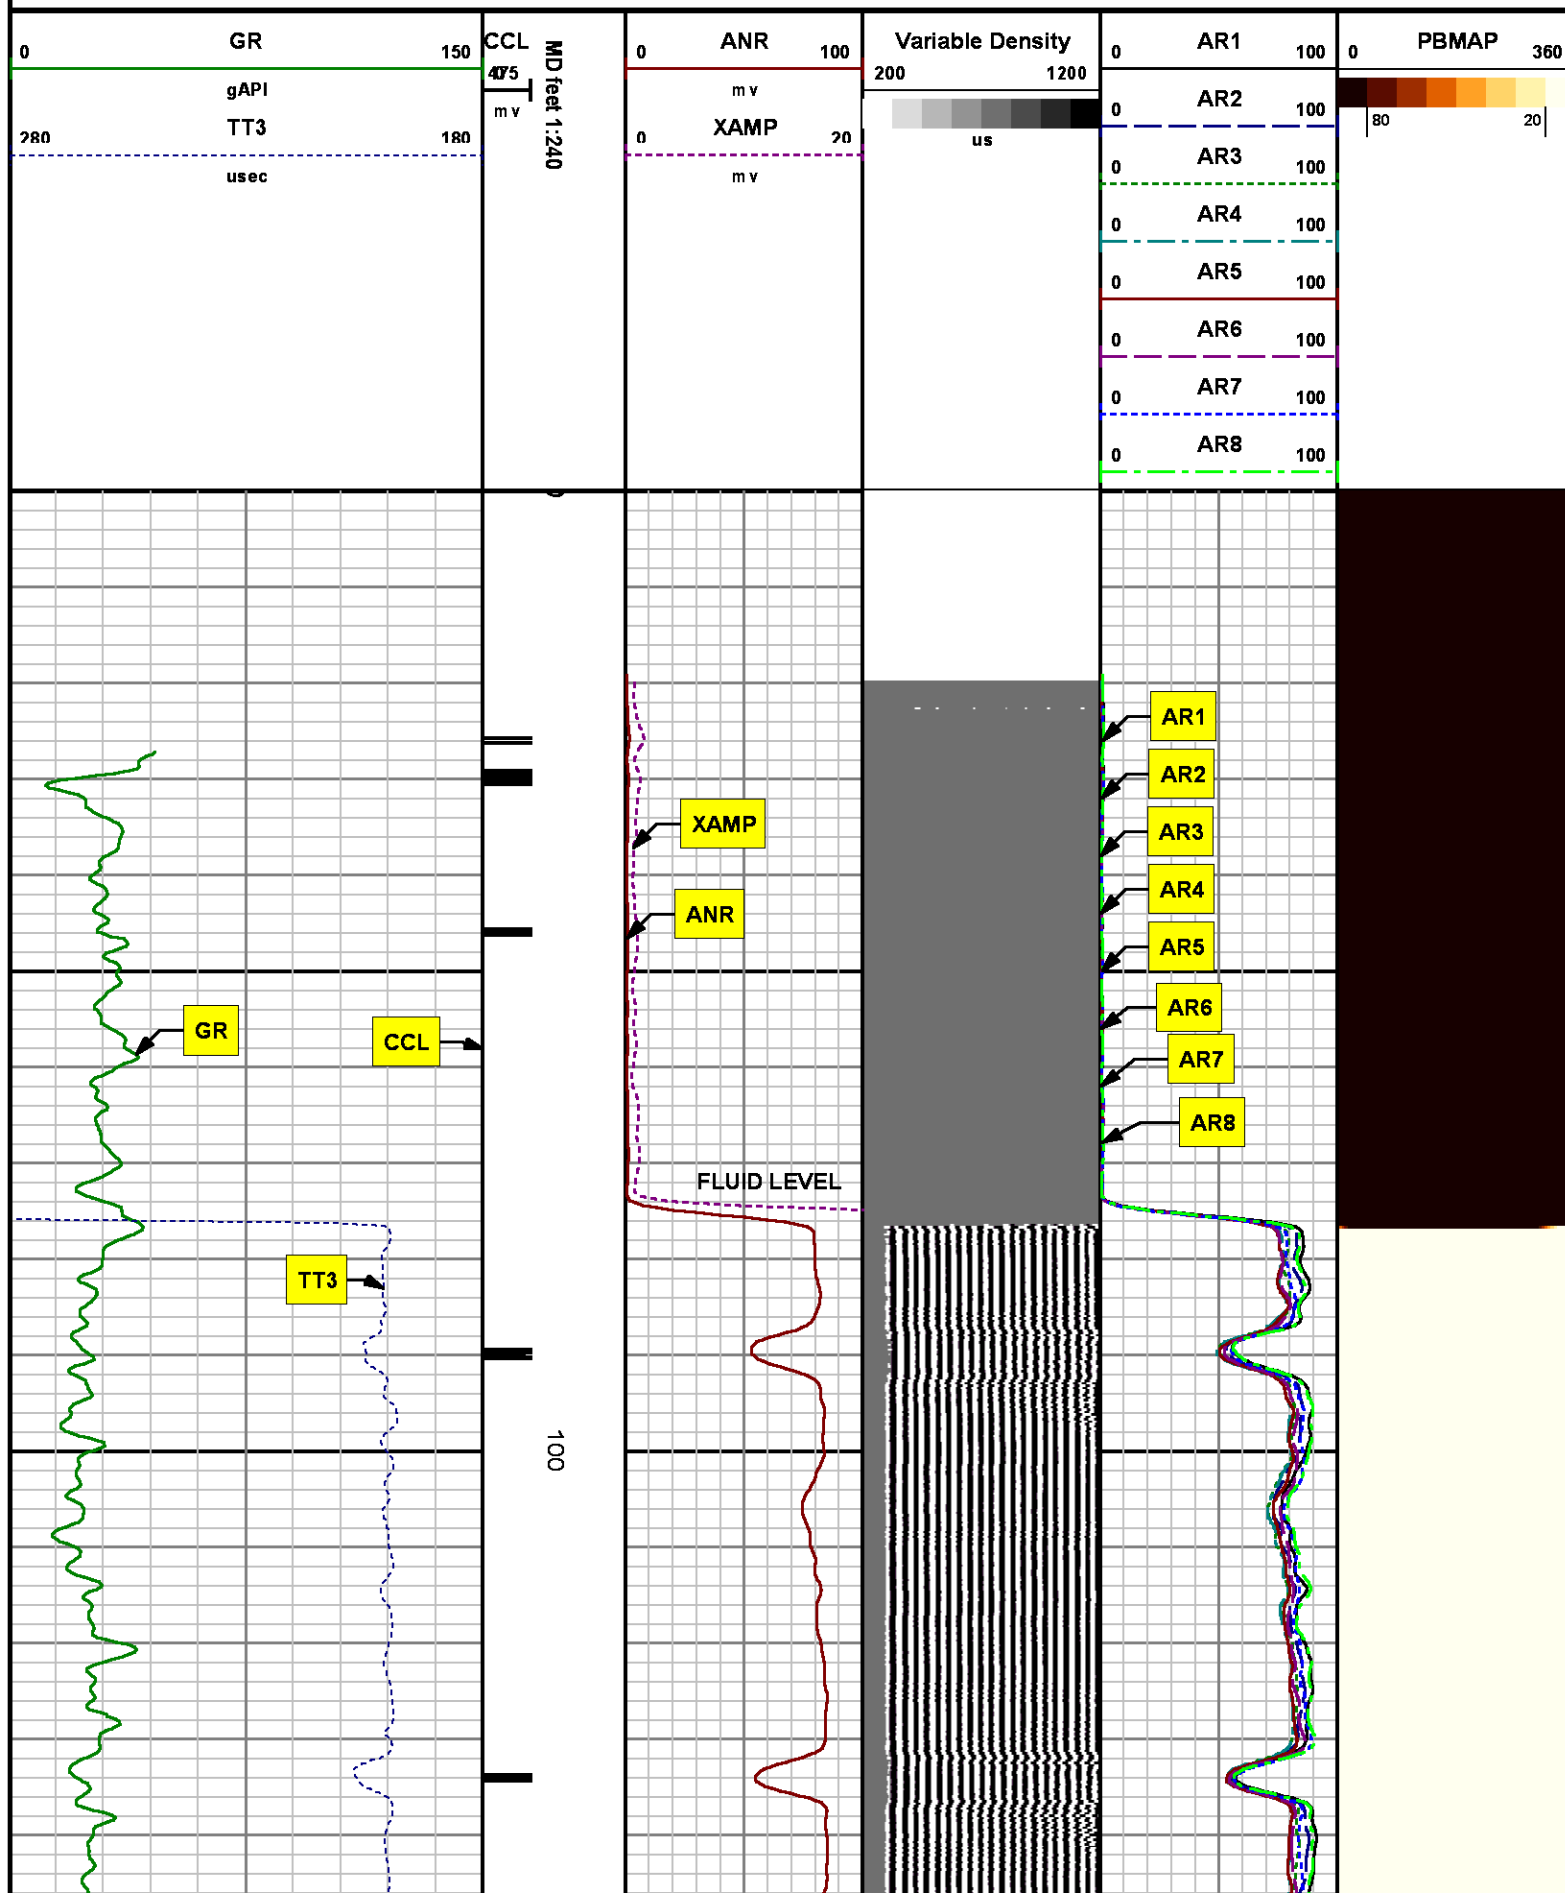 0 GR 150
gAPI
280 TT3 180
usec
CCL
475
mv
MD feet 1:240
0 ANR 100
mv
0 XAMP 20
mv
Variable Density
200 1200
us
0 AR1 100
0 AR2 100
0 AR3 100
0 AR4 100
0 AR5 100
0 AR6 100
0 AR7 100
0 AR8 100
0 PBMAP 360
80 20
AR1
AR2
XAMP
AR3
AR4
ANR
AR5
AR6
GR
CCL
AR7
AR8
FLUID LEVEL
TT3
100